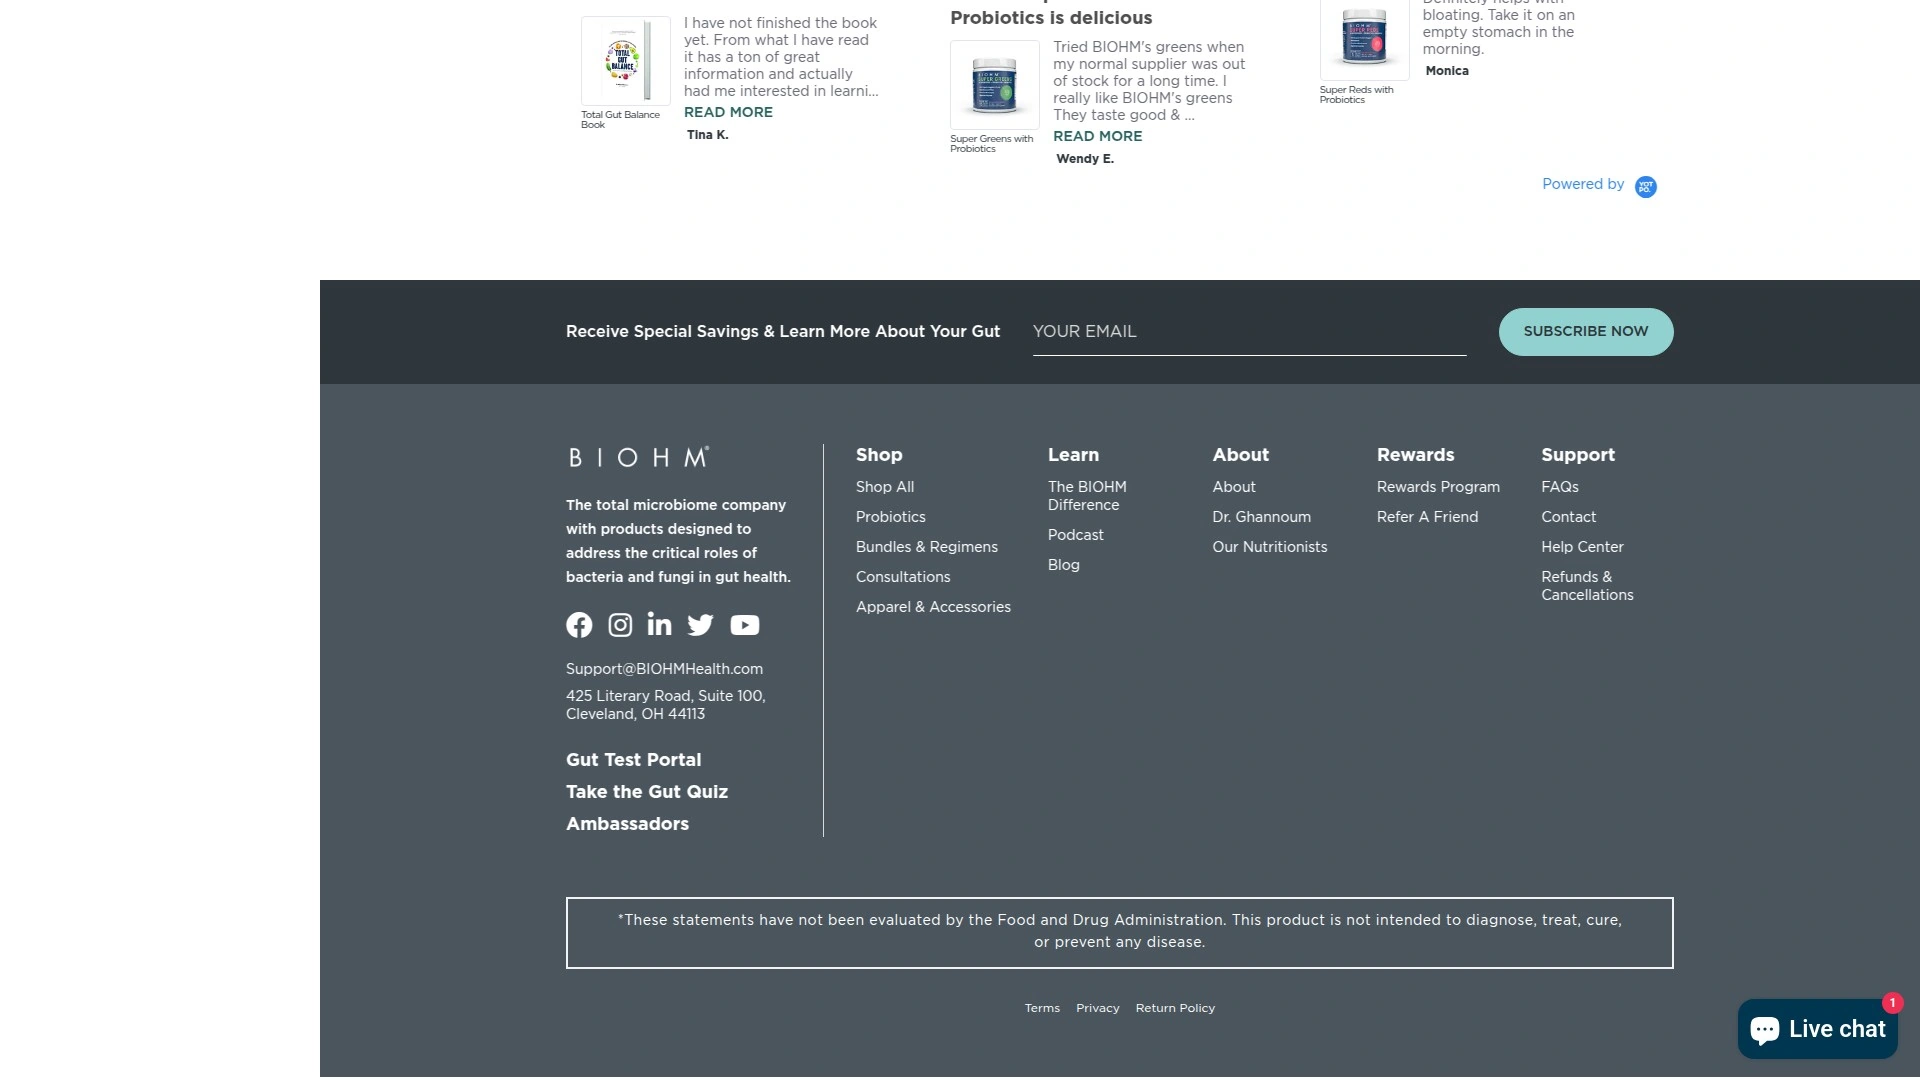 I have not finished the book
yet. From what I have read
it has a ton of great
information and actually
had me interested in learni...
READ MORE
Tina K.
Total Gut Balance
Book
Probiotics is delicious
Tried BIOHM's greens when
my normal supplier was out
of stock for a long time. I
really like BIOHM's greens
They taste good & ...
READ MORE
Wendy E.
Super Greens with
Probiotics
bloating. Take it on an
empty stomach in the
morning.
Monica
Super Reds with
Probiotics
Powered by
YOT
PO.
Receive Special Savings & Learn More About Your Gut
YOUR EMAIL
SUBSCRIBE NOW
BIOHM®
The total microbiome company
with products designed to
address the critical roles of
bacteria and fungi in gut health.
Support@BIOHMHealth.com
425 Literary Road, Suite 100,
Cleveland, OH 44113
Gut Test Portal
Take the Gut Quiz
Ambassadors
Shop
Shop All
Probiotics
Bundles & Regimens
Consultations
Apparel & Accessories
Learn
The BIOHM
Difference
Podcast
Blog
About
About
Dr. Ghannoum
Our Nutritionists
Rewards
Rewards Program
Refer A Friend
Support
FAQs
Contact
Help Center
Refunds &
Cancellations
*These statements have not been evaluated by the Food and Drug Administration. This product is not intended to diagnose, treat, cure,
or prevent any disease.
Terms
Privacy
Return Policy
1
Live chat